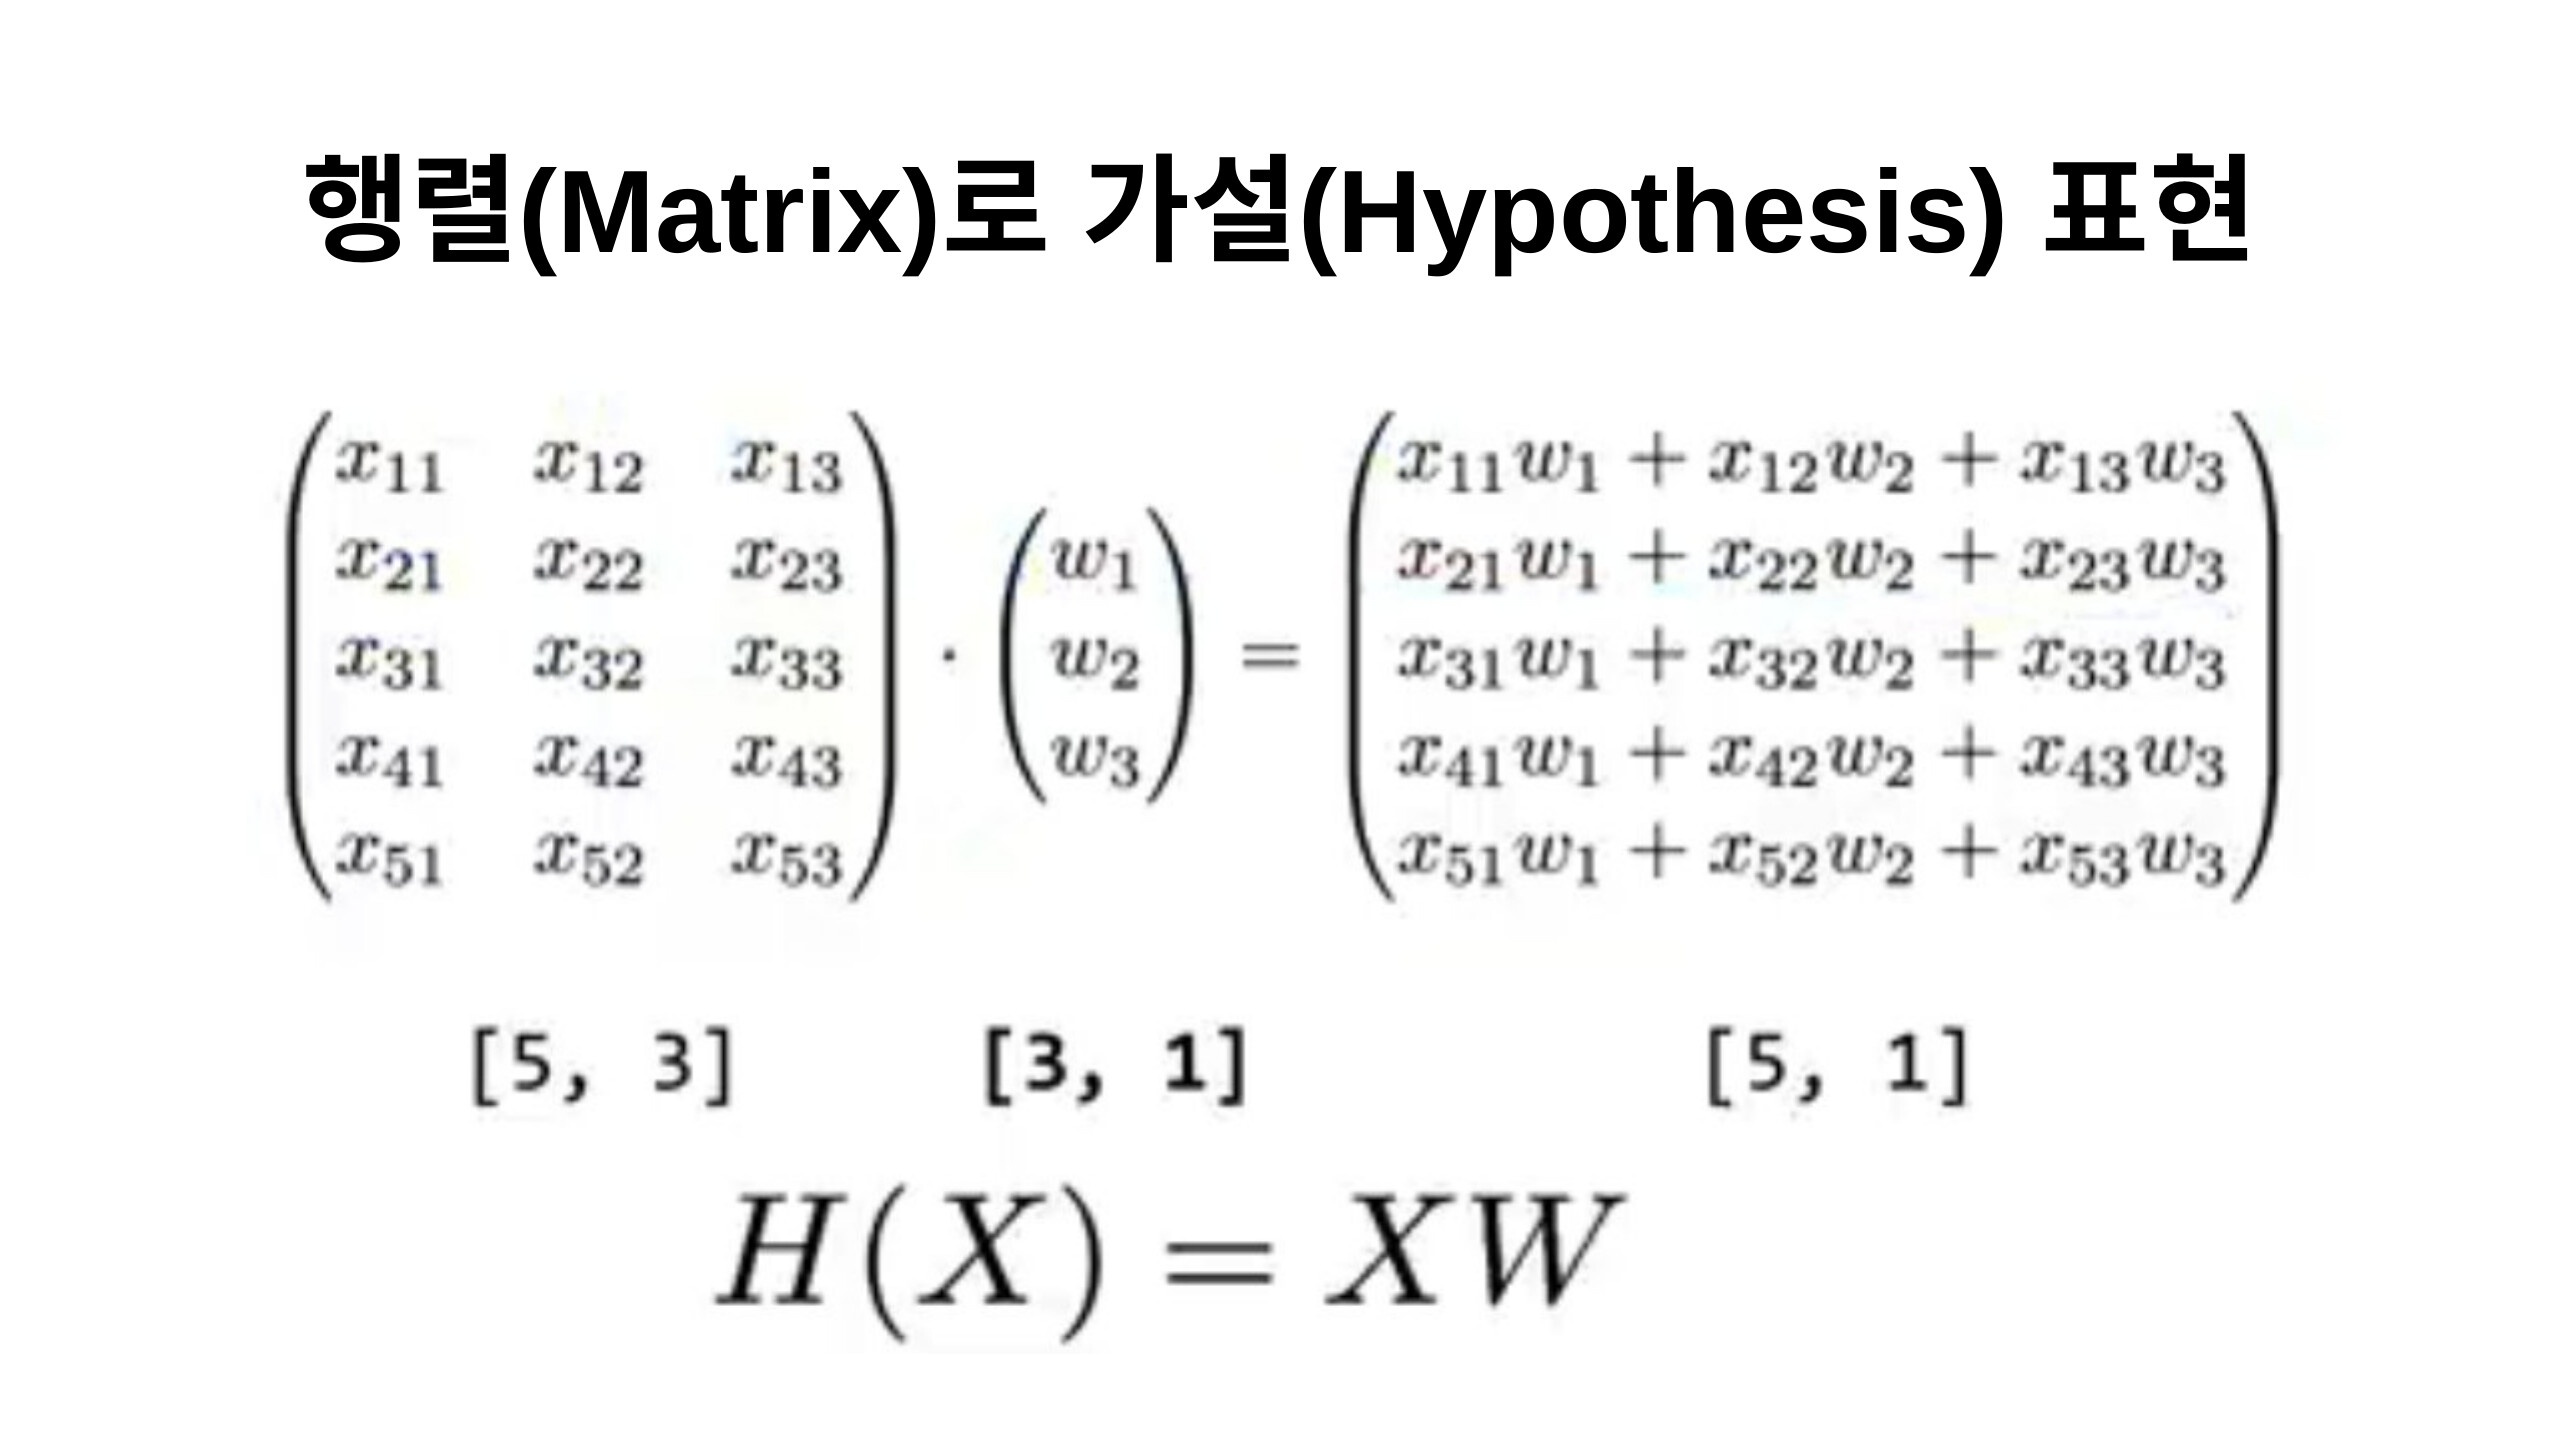 행렬(Matrix)로 가설(Hypothesis) 표현
x11 x12 x13
x21 x22 x23
x31 x32 x33
x41 x42 x43
x51 x52 x53
·
w1
w2
w3
=
x11w1 + x12w2 + x13w3
x21w1 + x22w2 + x23w3
x31w1 + x32w2 + x33w3
x41w1 + x42w2 + x43w3
x51w1 + x52w2 + x53w3
[5, 3] [3, 1] [5, 1]
H(X) = XW